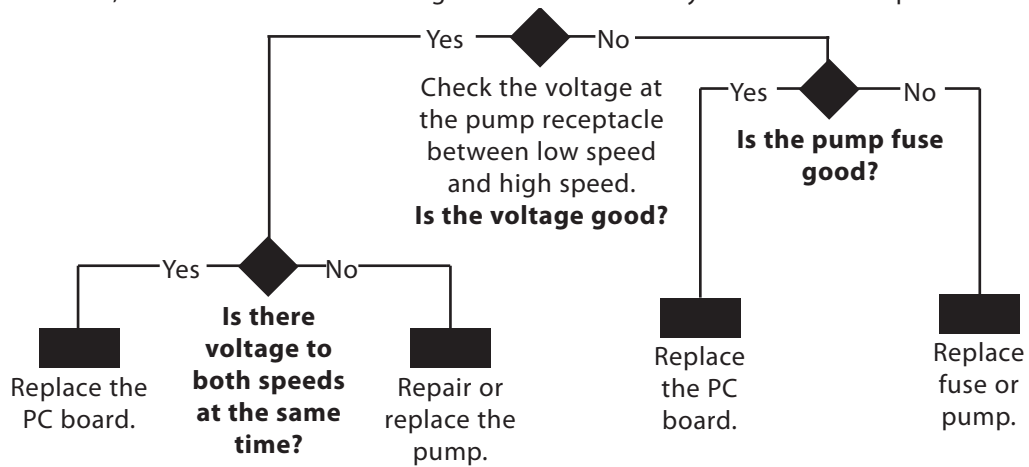 Yes
No
Check the voltage at
the pump receptacle
between low speed
and high speed.
Is the voltage good?
Yes
No
Is the pump fuse
good?
Yes
No
Is there
voltage to
both speeds
at the same
time?
Replace the
PC board.
Repair or
replace the
pump.
Replace
the PC
board.
Replace
fuse or
pump.